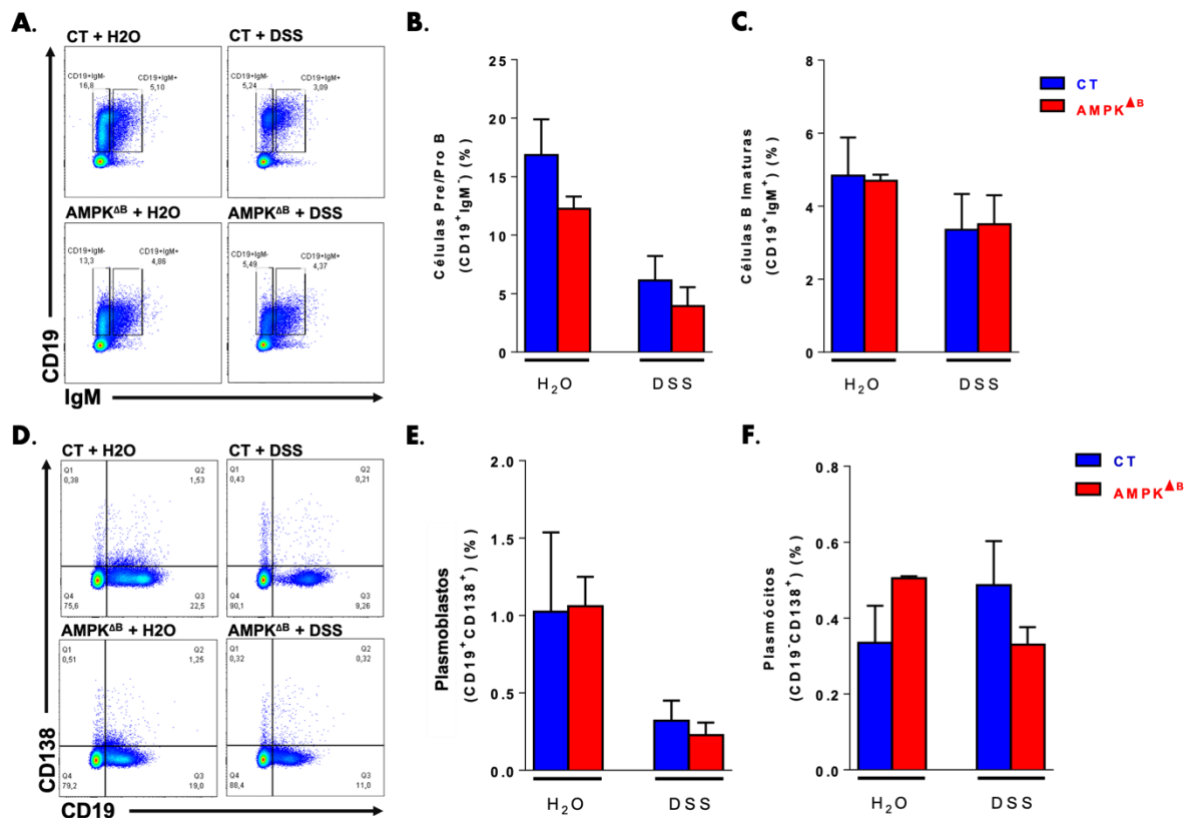 A.
CT + H2O
CT + DSS
CD19+IgM-
16,8
CD19+IgM+
5,10
CD19+IgM-
5,24
CD19+IgM+
3,09
AMPKΔB + H2O
AMPKΔB + DSS
CD19+IgM-
13,3
CD19+IgM+
4,86
CD19+IgM-
5,49
CD19+IgM+
4,37
CD19
IgM
B.
Células Pre/Pro B
(CD19+IgM-) (%)
25
20
15
10
5
0
H2O
DSS
C.
Células B Imaturas
(CD19+IgM+) (%)
8
6
4
2
0
H2O
DSS
CT
AMPK▲B
D.
CT + H2O
CT + DSS
Q1
0,38
Q2
1,53
Q4
75,6
Q3
22,5
Q1
0,43
Q2
0,21
Q4
90,1
Q3
9,26
AMPKΔB + H2O
AMPKΔB + DSS
Q1
0,51
Q2
1,25
Q4
79,2
Q3
19,0
Q1
0,32
Q2
0,32
Q4
88,4
Q3
11,0
CD138
CD19
E.
Plasmoblastos
(CD19+CD138+) (%)
2.0
1.5
1.0
0.5
0.0
H2O
DSS
F.
Plasmócitos
(CD19-CD138+) (%)
0.8
0.6
0.4
0.2
0.0
H2O
DSS
CT
AMPK▲B